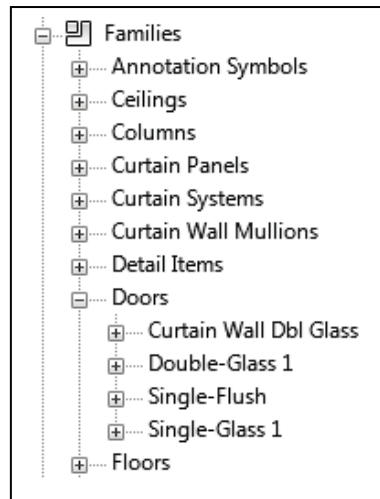 Families
Annotation Symbols
Ceilings
Columns
Curtain Panels
Curtain Systems
Curtain Wall Mullions
Detail Items
Doors
Curtain Wall Dbl Glass
Double-Glass 1
Single-Flush
Single-Glass 1
Floors